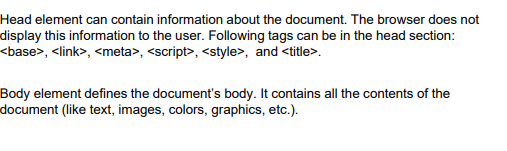 Head element can contain information about the document. The browser does not
display this information to the user. Following tags can be in the head section:
<base>, <link>, <meta>, <script>, <style>, and <title>.
Body element defines the document's body. It contains all the contents of the
document (like text, images, colors, graphics, etc.).